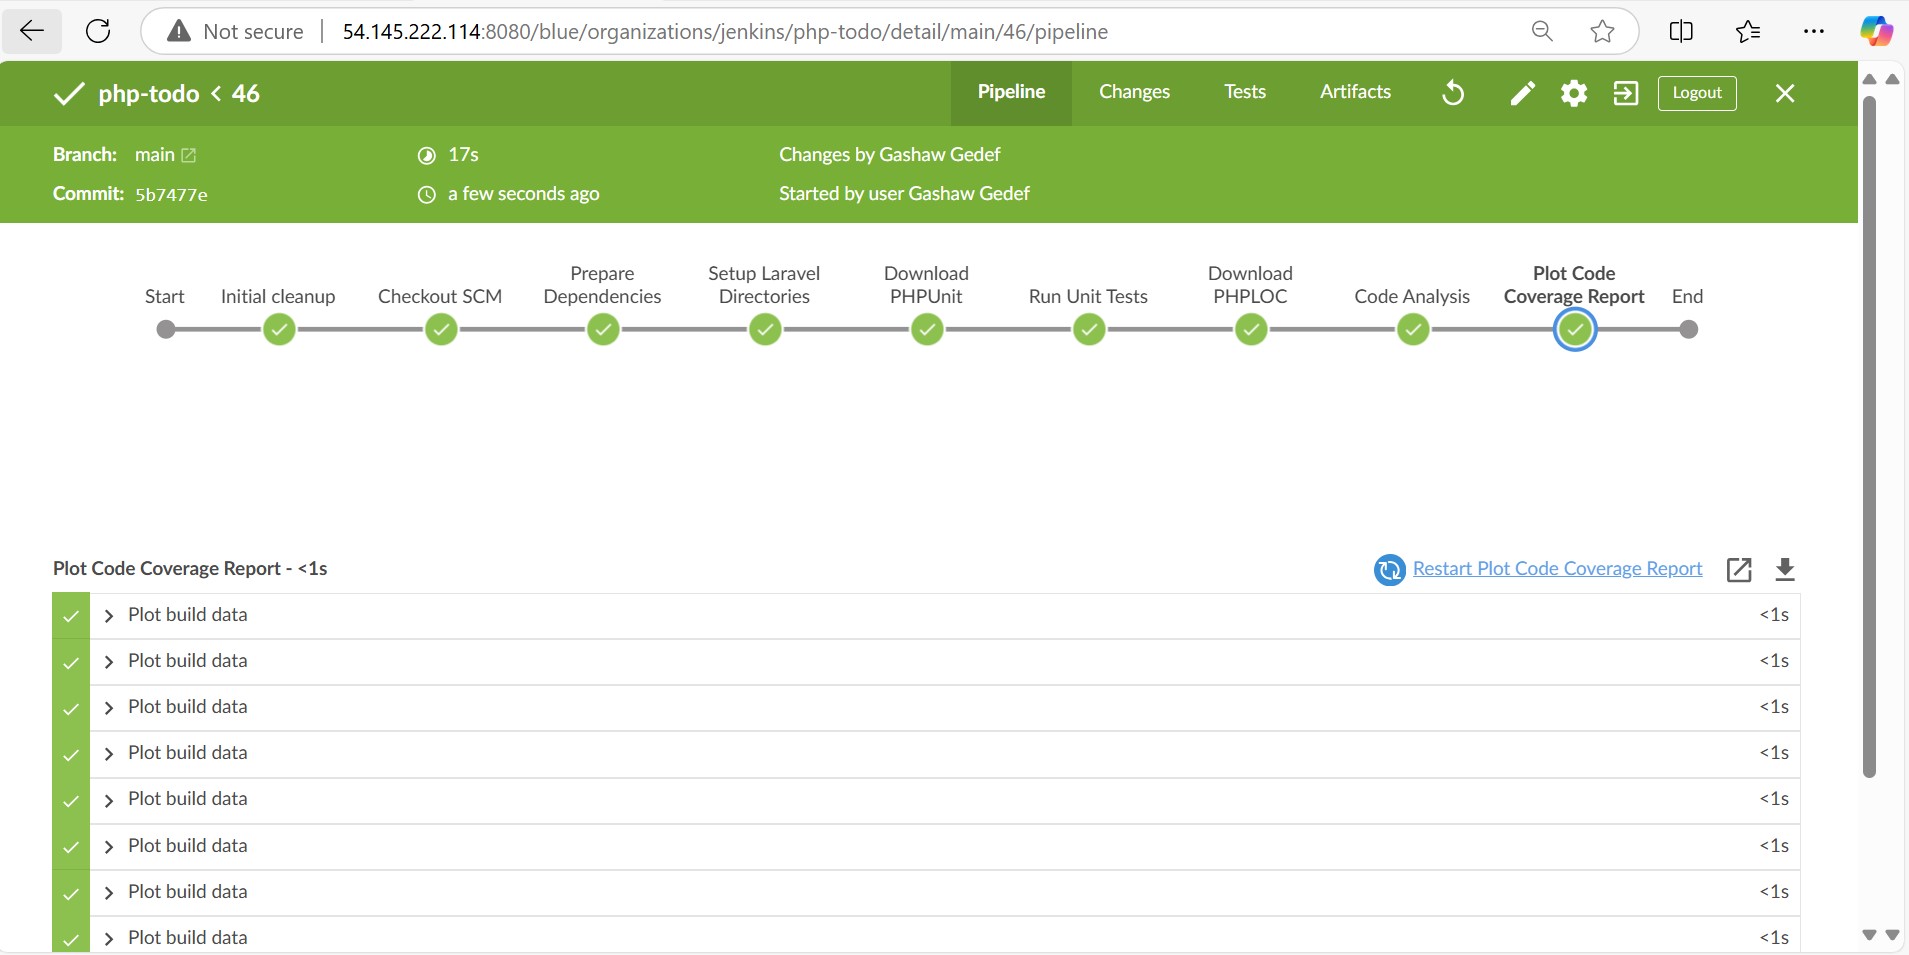 Not secure 54.145.222.114:8080/blue/organizations/jenkins/php-todo/detail/main/46/pipeline
php-todo < 46 Pipeline Changes Tests Artifacts Logout
Branch: main 17s Changes by Gashaw Gedef
Commit: 5b7477e a few seconds ago Started by user Gashaw Gedef
Start
Initial cleanup
Checkout SCM
Prepare
Dependencies
Setup Laravel
Directories
Download
PHPUnit
Run Unit Tests
Download
PHPLOC
Code Analysis
Plot Code
Coverage Report
End
Plot Code Coverage Report - <1s Restart Plot Code Coverage Report
Plot build data <1s
Plot build data <1s
Plot build data <1s
Plot build data <1s
Plot build data <1s
Plot build data <1s
Plot build data <1s
Plot build data <1s